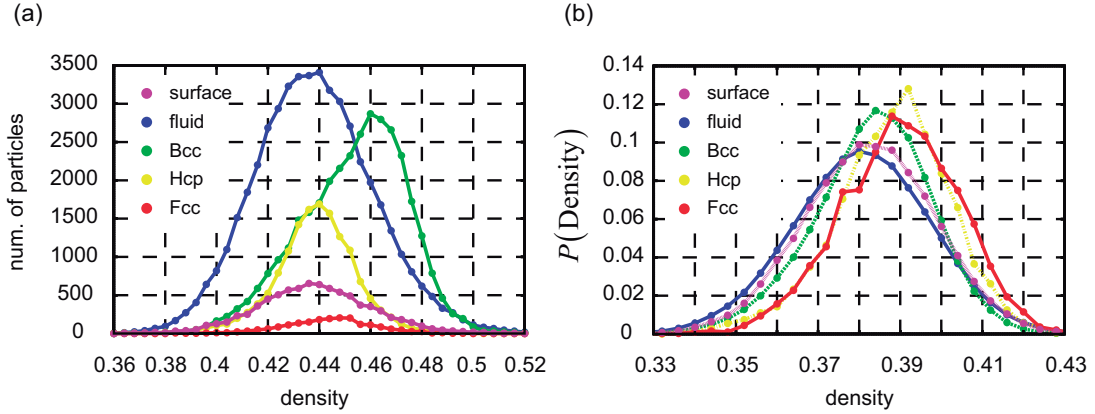 (a)
num. of particles
3500
3000
2500
2000
1500
1000
500
0
surface
fluid
Bcc
Hcp
Fcc
0.36 0.38 0.4 0.42 0.44 0.46 0.48 0.5 0.52
density
(b)
P(Density)
0.14
0.12
0.1
0.08
0.06
0.04
0.02
0
surface
fluid
Bcc
Hcp
Fcc
0.33 0.35 0.37 0.39 0.41 0.43
density